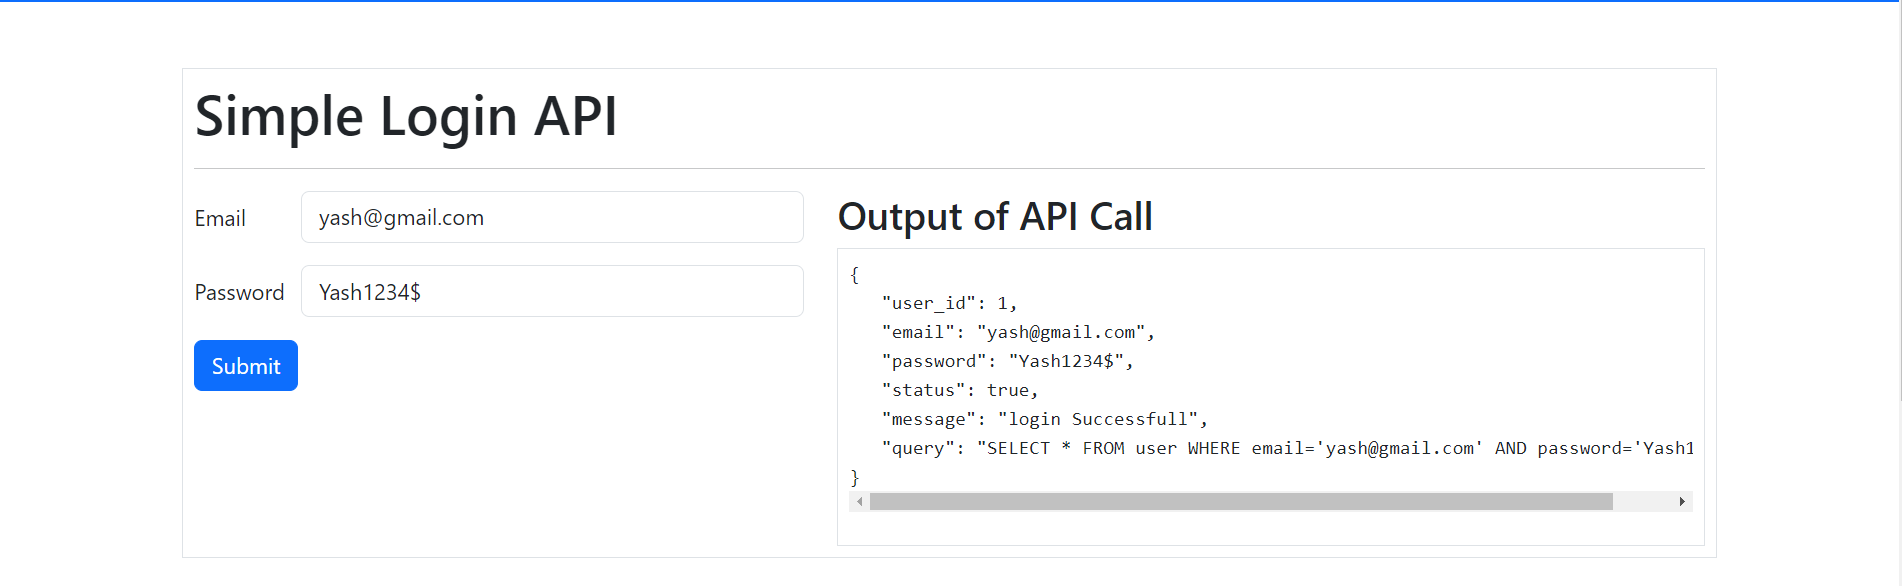 Simple Login API
Email
yash@gmail.com
Password
Yash1234$
Submit
Output of API Call
{
"user_id": 1,
"email": "yash@gmail.com",
"password": "Yash1234$",
"status": true,
"message": "login Successfull",
"query": "SELECT * FROM user WHERE email='yash@gmail.com' AND password='Yash1
}